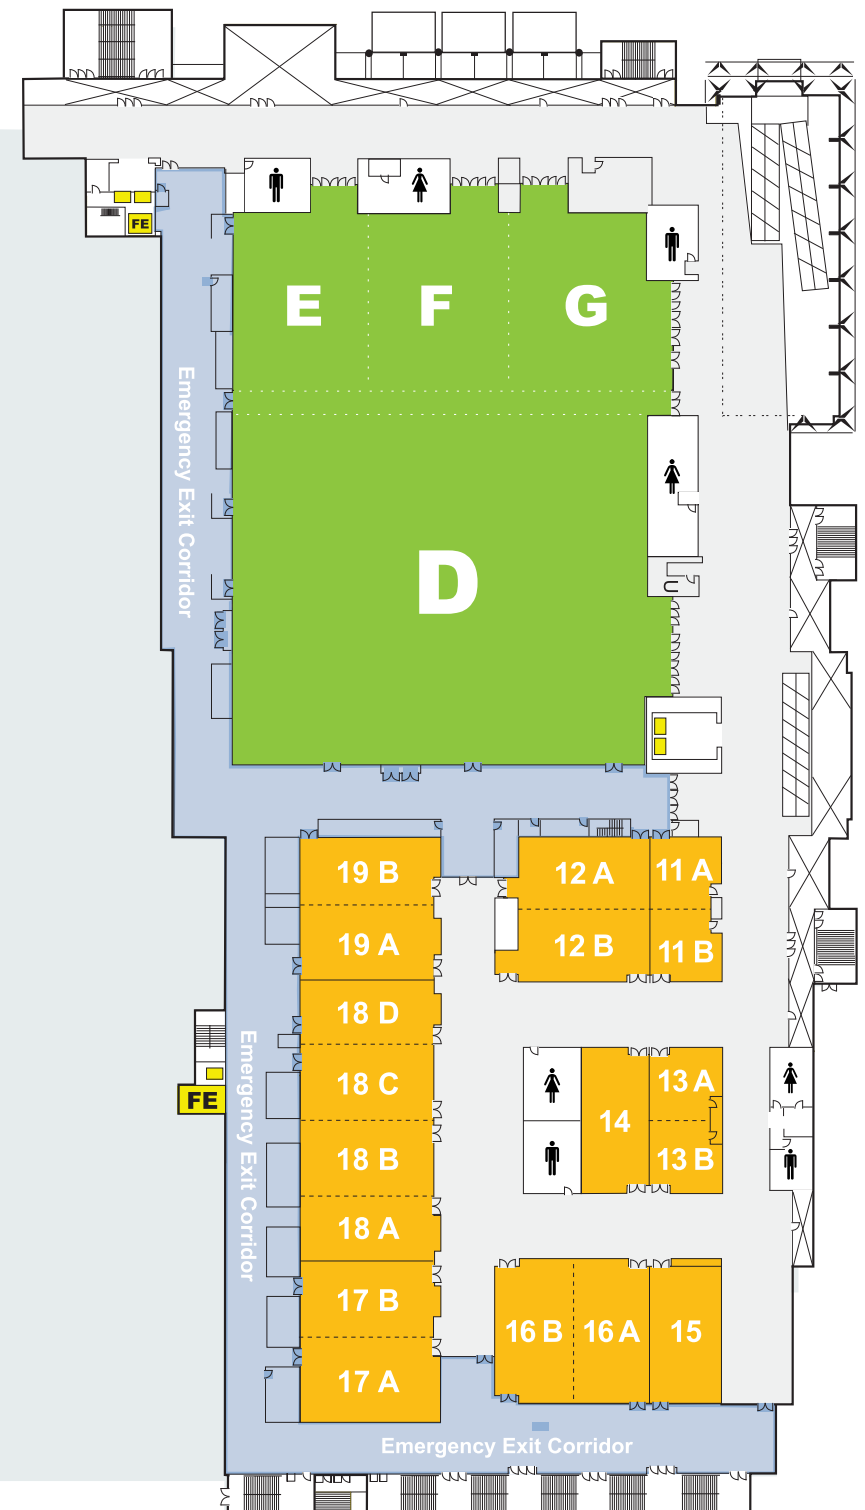 FE
E F G
Emergency Exit Corridor
D
19 B
12 A
11 A
19 A
12 B
11 B
18 D
18 C
13 A
FE
14
18 B
13 B
Emergency Exit Corridor
18 A
17 B
16 B
16 A
15
17 A
Emergency Exit Corridor